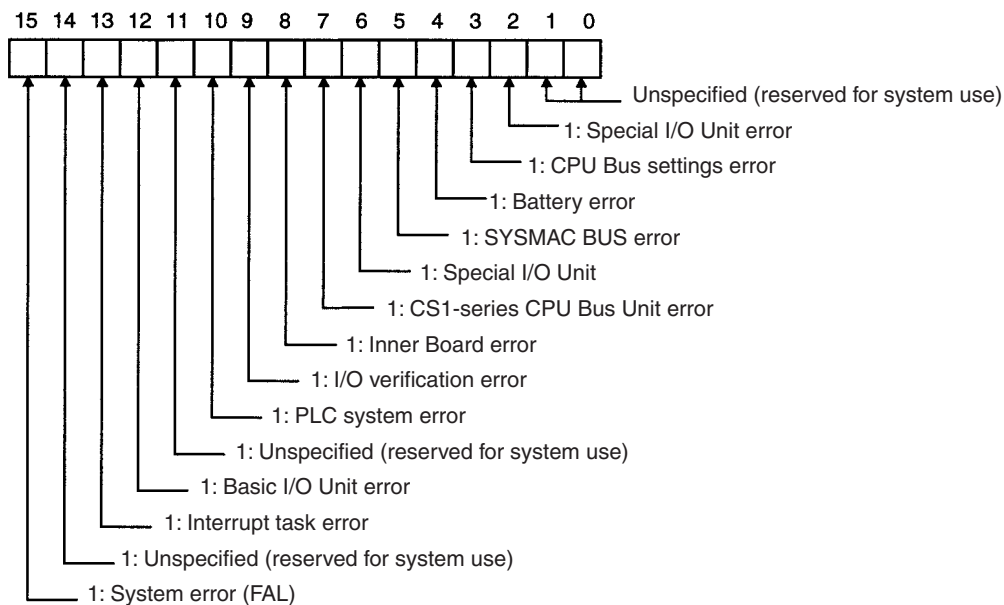 15 14 13 12 11 10 9 8 7 6 5 4 3 2 1 0
Unspecified (reserved for system use)
1: Special I/O Unit error
1: CPU Bus settings error
1: Battery error
1: SYSMAC BUS error
1: Special I/O Unit
1: CS1-series CPU Bus Unit error
1: Inner Board error
1: I/O verification error
1: PLC system error
1: Unspecified (reserved for system use)
1: Basic I/O Unit error
1: Interrupt task error
1: Unspecified (reserved for system use)
1: System error (FAL)